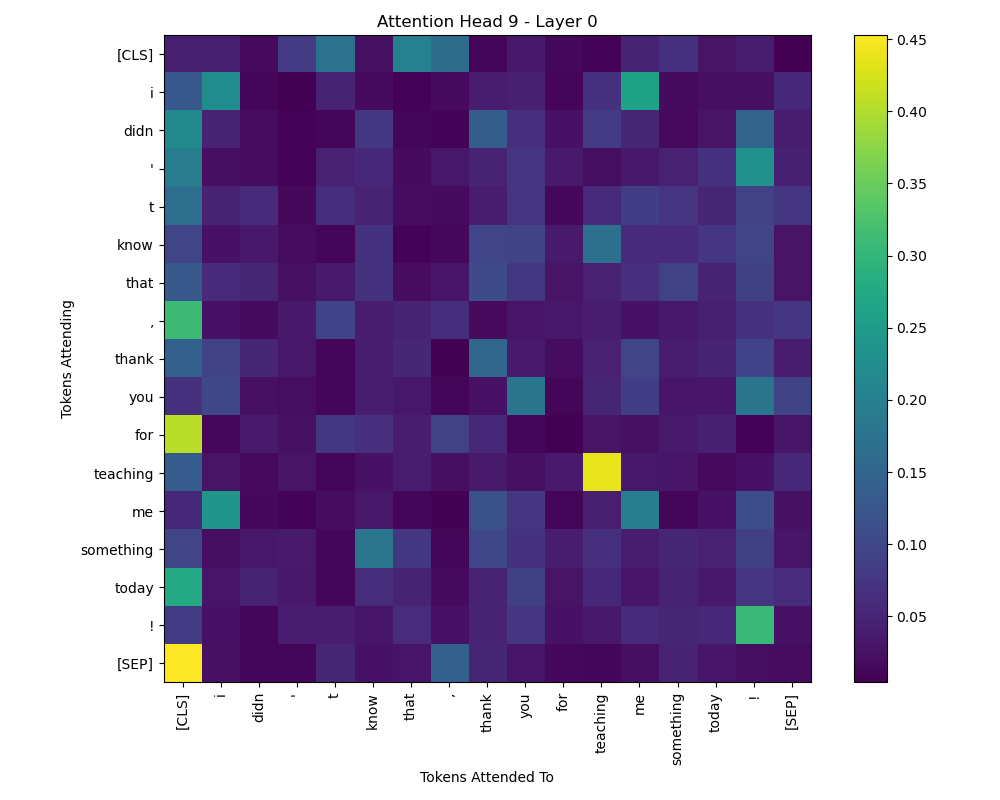 Attention Head 9 - Layer 0
[CLS]
i
didn
'
t
know
that
,
thank
you
for
teaching
me
something
today
!
[SEP]
Tokens Attending
[CLS]
i
didn
'
t
know
that
,
thank
you
for
teaching
me
something
today
!
[SEP]
Tokens Attended To
0.45
0.40
0.35
0.30
0.25
0.20
0.15
0.10
0.05